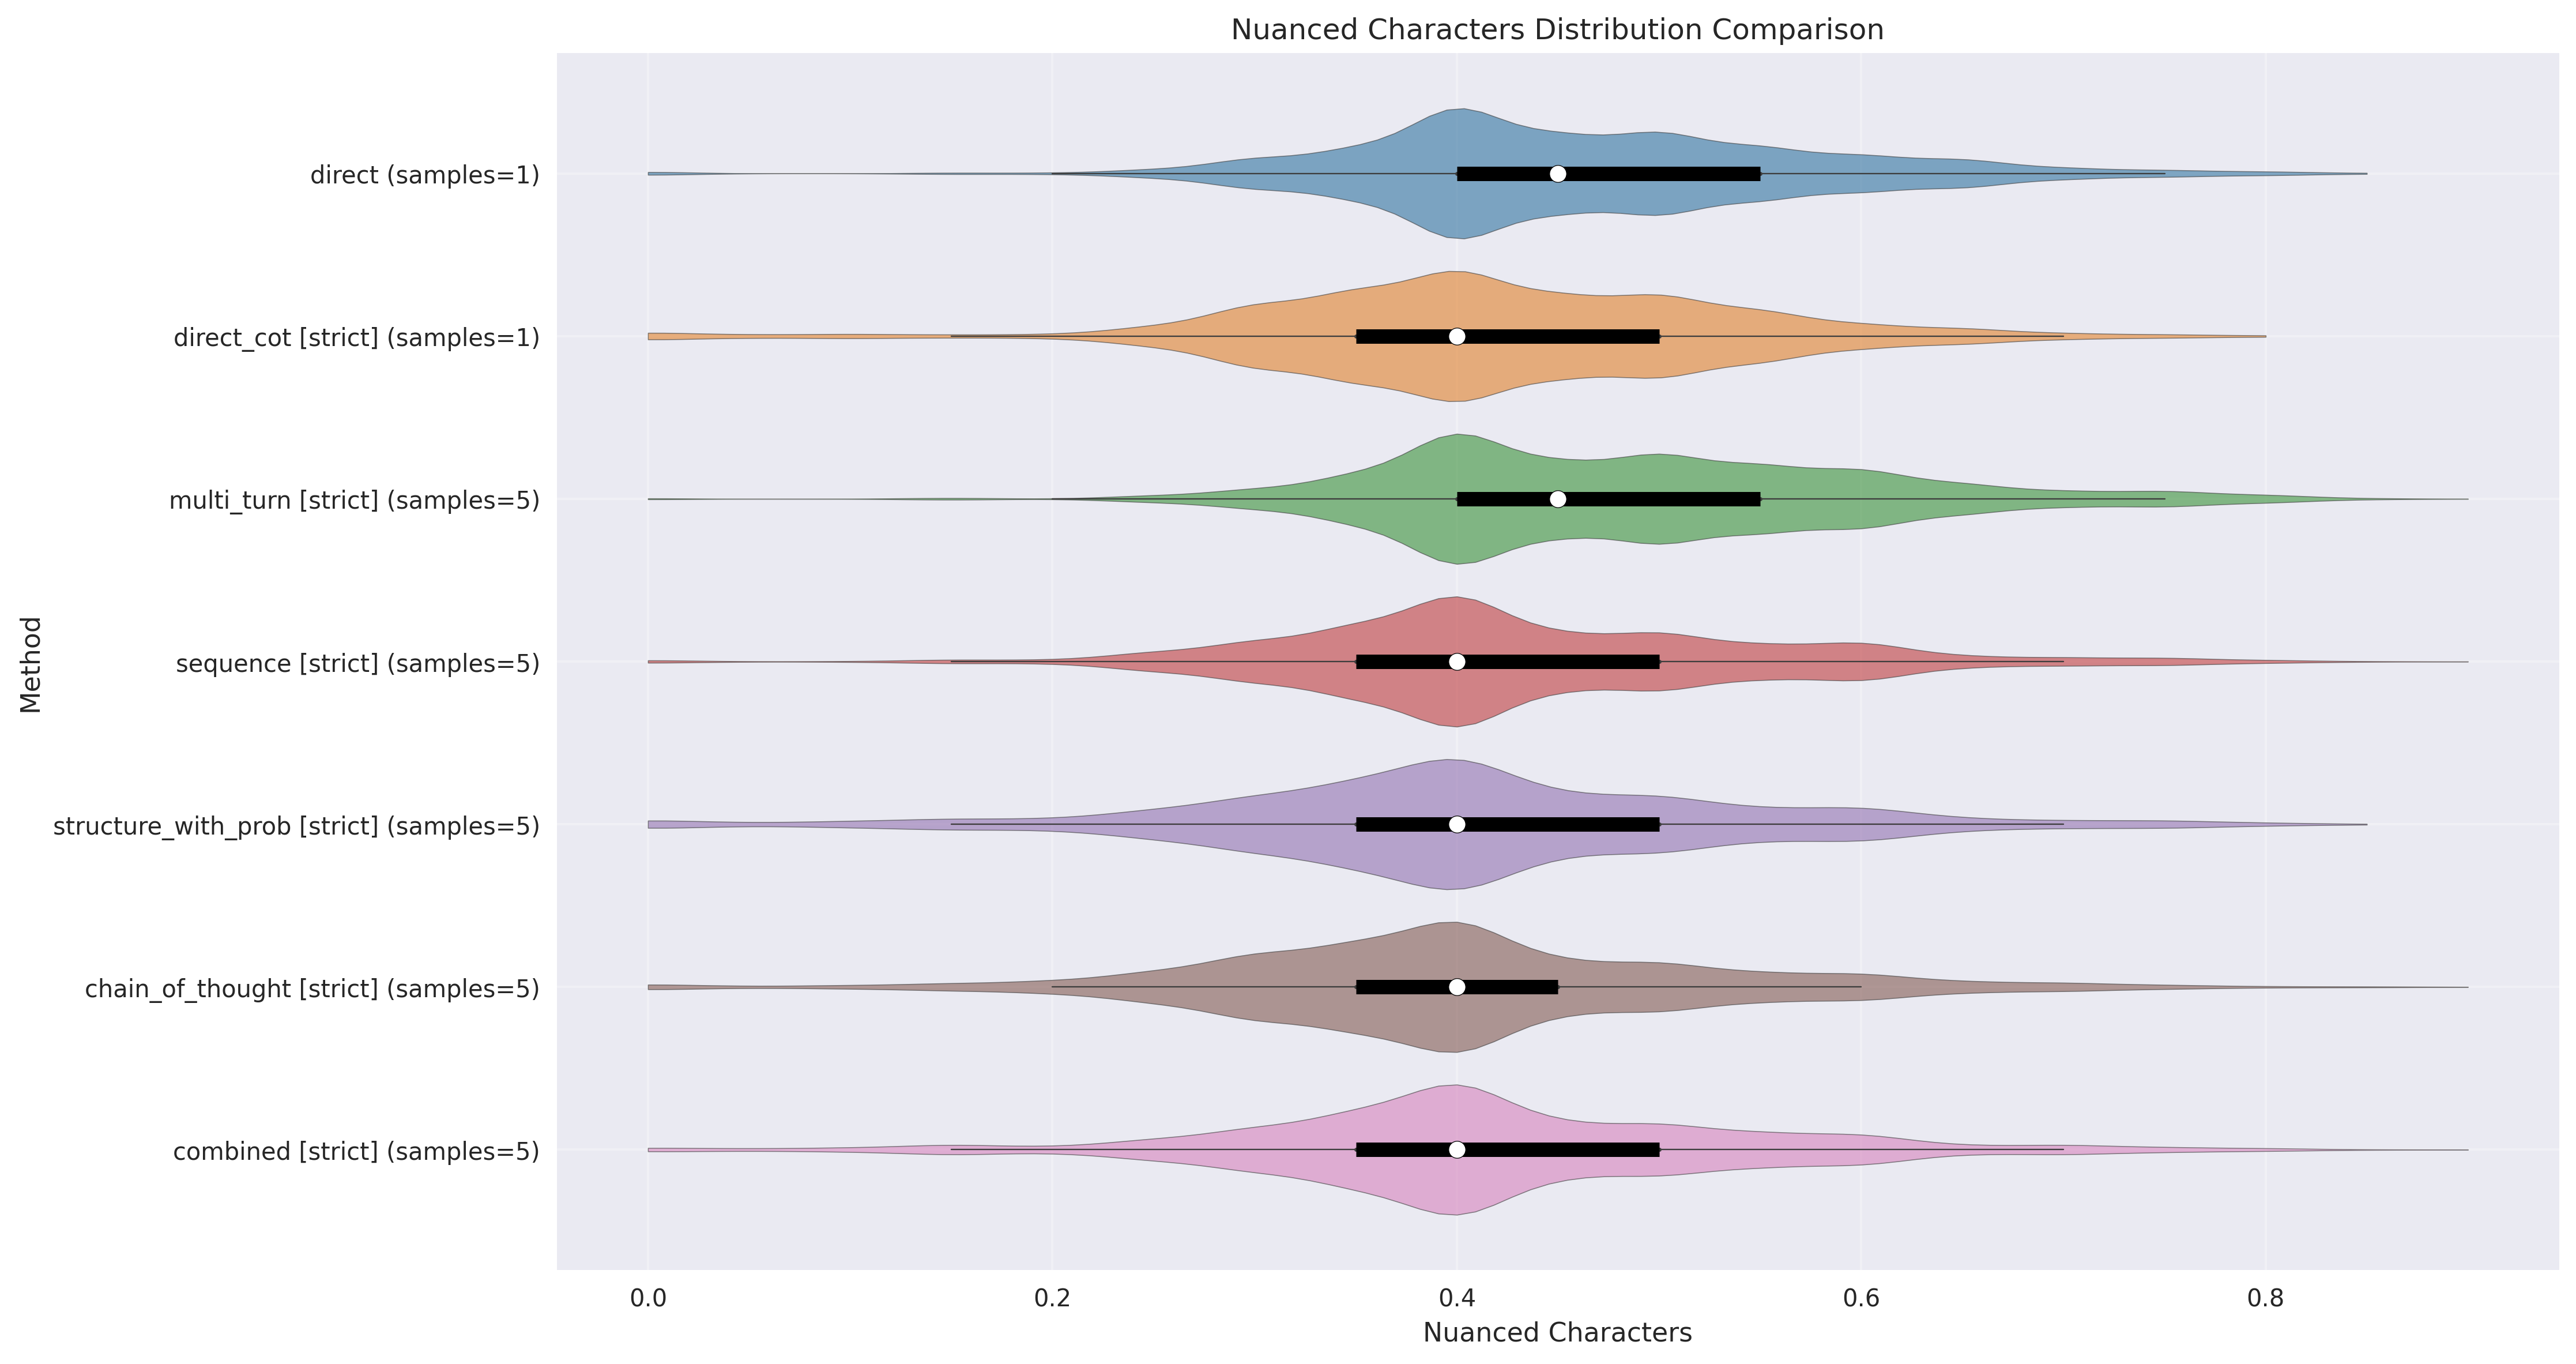 Nuanced Characters Distribution Comparison
Method
direct (samples=1)
direct_cot [strict] (samples=1)
multi_turn [strict] (samples=5)
sequence [strict] (samples=5)
structure_with_prob [strict] (samples=5)
chain_of_thought [strict] (samples=5)
combined [strict] (samples=5)
0.0 0.2 0.4 0.6 0.8
Nuanced Characters